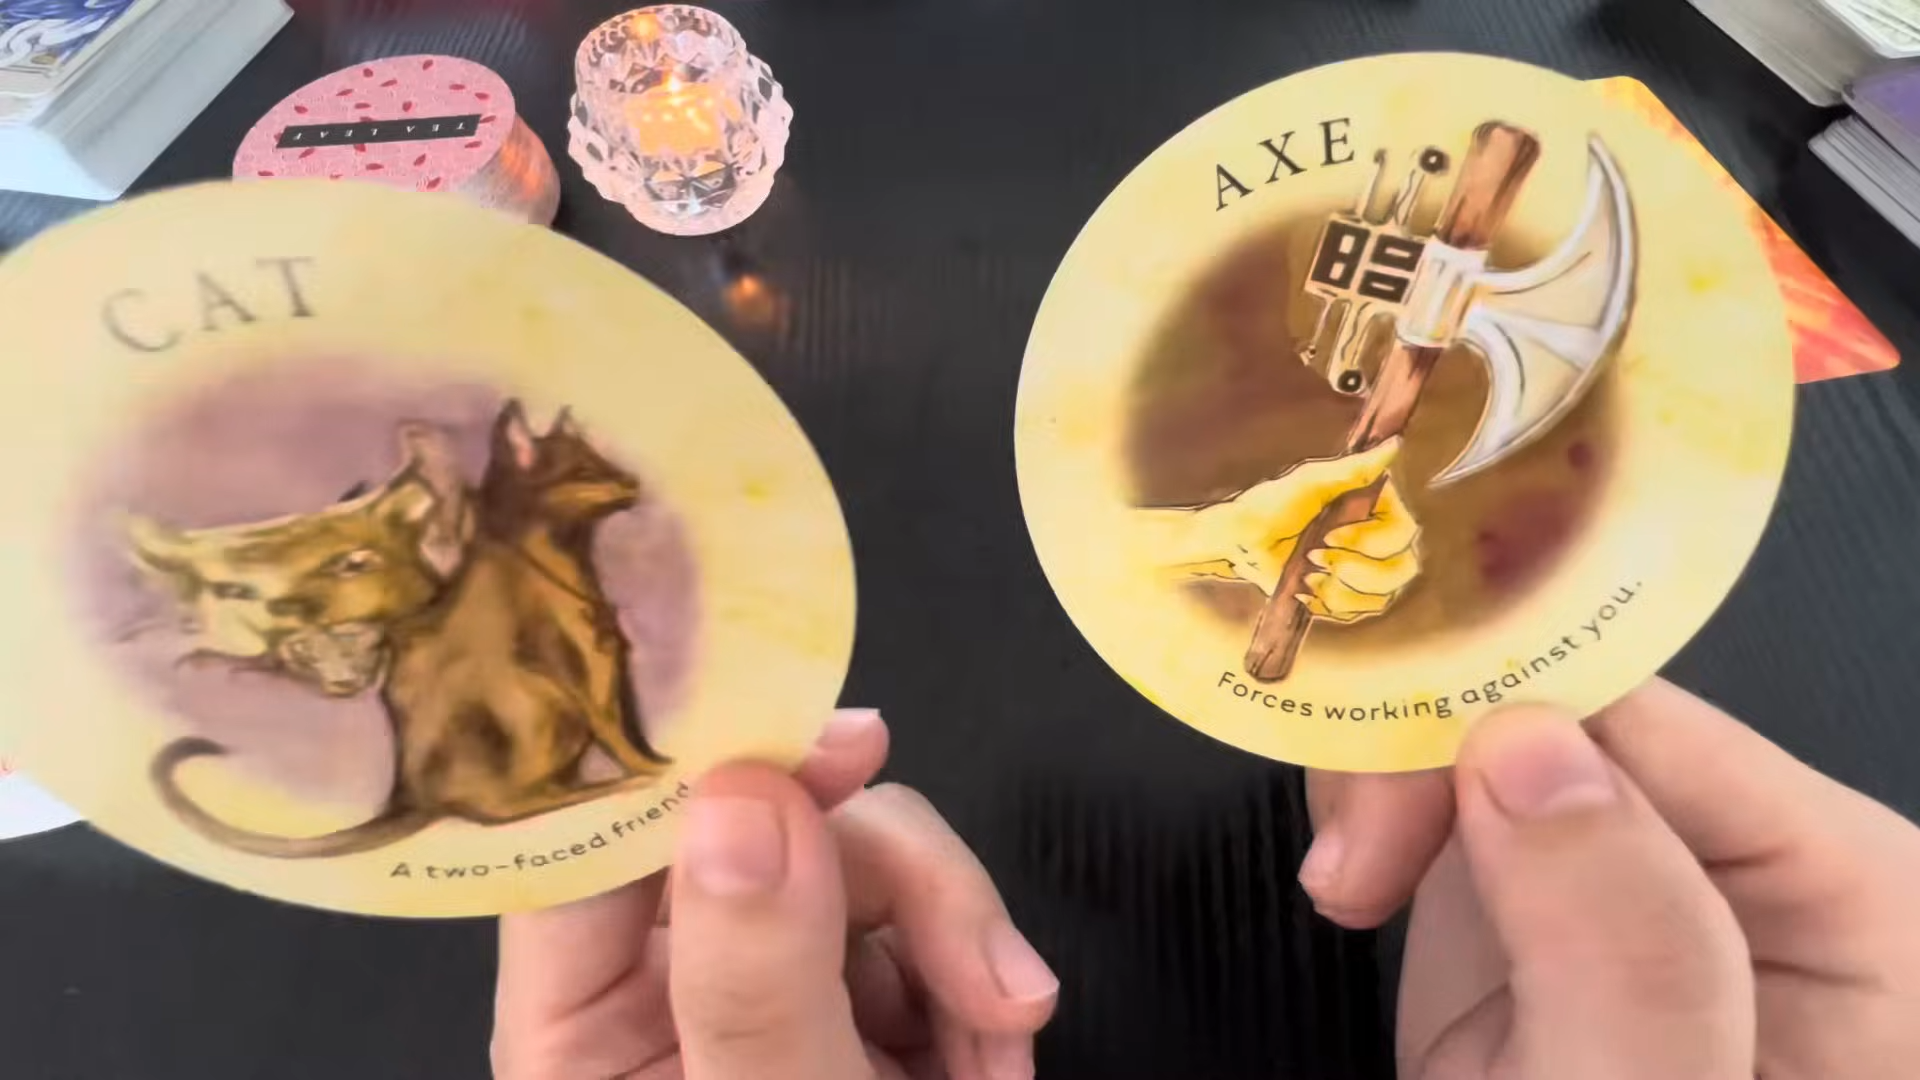 TEA LEAF
CAT
A two-faced friend
AXE
Forces working against you.